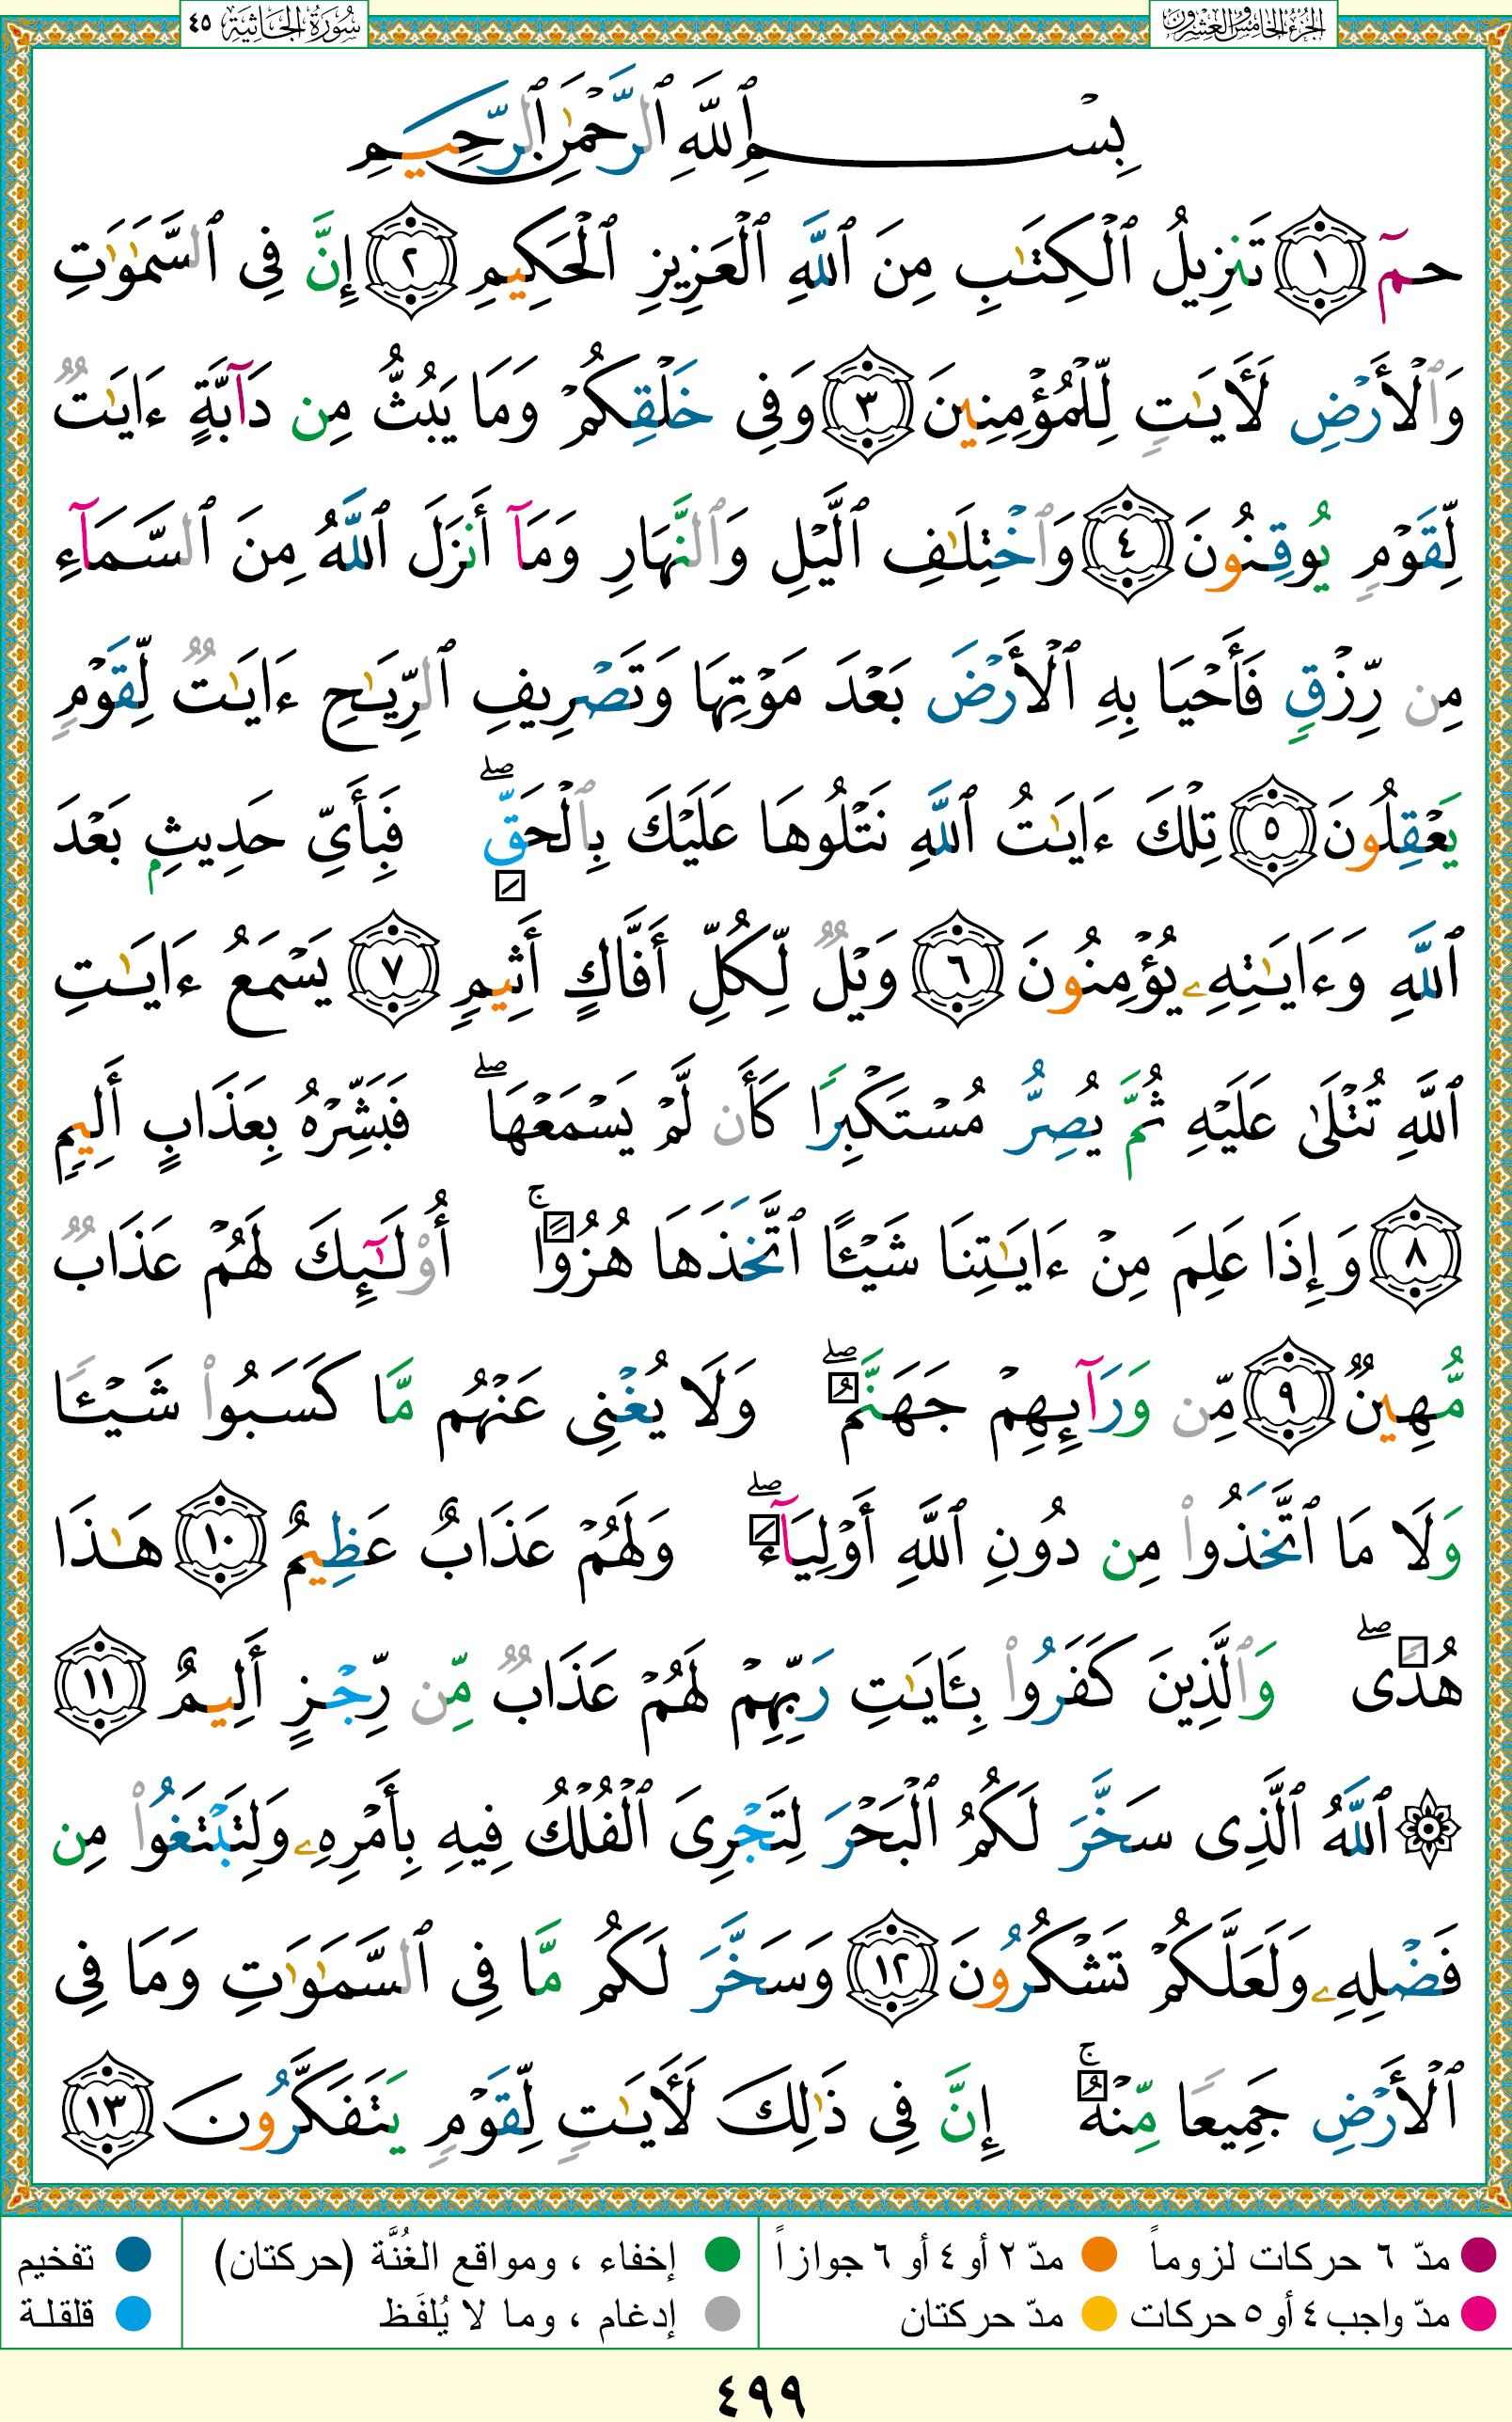 الجزء الخامس والعشرون
سورة الجاثية ٤٥
بِسْمِ ٱللَّهِ ٱلرَّحْمَٰنِ ٱلرَّحِيمِ
حمٓ ١ تَنزِيلُ ٱلْكِتَٰبِ مِنَ ٱللَّهِ ٱلْعَزِيزِ ٱلْحَكِيمِ ٢ إِنَّ فِى ٱلسَّمَٰوَٰتِ
وَٱلْأَرْضِ لَأَيَٰتٍ لِّلْمُؤْمِنِينَ ٣ وَفِى خَلْقِكُمْ وَمَا يَبُثُّ مِن دَآبَّةٍ ءَايَٰتٌ
لِّقَوْمٍ يُوقِنُونَ ٤ وَٱخْتِلَٰفِ ٱلَّيْلِ وَٱلنَّهَارِ وَمَآ أَنزَلَ ٱللَّهُ مِنَ ٱلسَّمَآءِ
مِن رِّزْقٍ فَأَحْيَا بِهِ ٱلْأَرْضَ بَعْدَ مَوْتِهَا وَتَصْرِيفِ ٱلرِّيَٰحِ ءَايَٰتٌ لِّقَوْمٍ
يَعْقِلُونَ ٥ تِلْكَ ءَايَٰتُ ٱللَّهِ نَتْلُوهَا عَلَيْكَ بِٱلْحَقِّ ۖ فَبِأَىِّ حَدِيثٍۭ بَعْدَ
ٱللَّهِ وَءَايَٰتِهِۦ يُؤْمِنُونَ ٦ وَيْلٌ لِّكُلِّ أَفَّاكٍ أَثِيمٍ ٧ يَسْمَعُ ءَايَٰتِ
ٱللَّهِ تُتْلَىٰ عَلَيْهِ ثُمَّ يُصِرُّ مُسْتَكْبِرًا كَأَن لَّمْ يَسْمَعْهَا ۖ فَبَشِّرْهُ بِعَذَابٍ أَلِيمٍ
٨ وَإِذَا عَلِمَ مِنْ ءَايَٰتِنَا شَيْـًٔا ٱتَّخَذَهَا هُزُوًا ۚ أُو۟لَٰٓئِكَ لَهُمْ عَذَابٌ
مُّهِينٌ ٩ مِّن وَرَآئِهِمْ جَهَنَّمُ ۖ وَلَا يُغْنِى عَنْهُم مَّا كَسَبُوا۟ شَيْـًٔا
وَلَا مَا ٱتَّخَذُوا۟ مِن دُونِ ٱللَّهِ أَوْلِيَآءَ ۖ وَلَهُمْ عَذَابٌ عَظِيمٌ ١٠ هَٰذَا
هُدًى ۖ وَٱلَّذِينَ كَفَرُوا۟ بِـَٔايَٰتِ رَبِّهِمْ لَهُمْ عَذَابٌ مِّن رِّجْزٍ أَلِيمٌ ١١
۞ ٱللَّهُ ٱلَّذِى سَخَّرَ لَكُمُ ٱلْبَحْرَ لِتَجْرِىَ ٱلْفُلْكُ فِيهِ بِأَمْرِهِۦ وَلِتَبْتَغُوا۟ مِن
فَضْلِهِۦ وَلَعَلَّكُمْ تَشْكُرُونَ ١٢ وَسَخَّرَ لَكُم مَّا فِى ٱلسَّمَٰوَٰتِ وَمَا فِى
ٱلْأَرْضِ جَمِيعًا مِّنْهُ ۚ إِنَّ فِى ذَٰلِكَ لَأَيَٰتٍ لِّقَوْمٍ يَتَفَكَّرُونَ ١٣
مدّ ٦ حركات لزوماً مدّ ٢ أو ٤ أو ٦ جوازاً إخفاء ، ومواقع الغُنَّة (حركتان) تفخيم
مدّ واجب ٤ أو ٥ حركات مدّ حركتان إدغام ، وما لا يُلفَظ قلقلة
٤٩٩